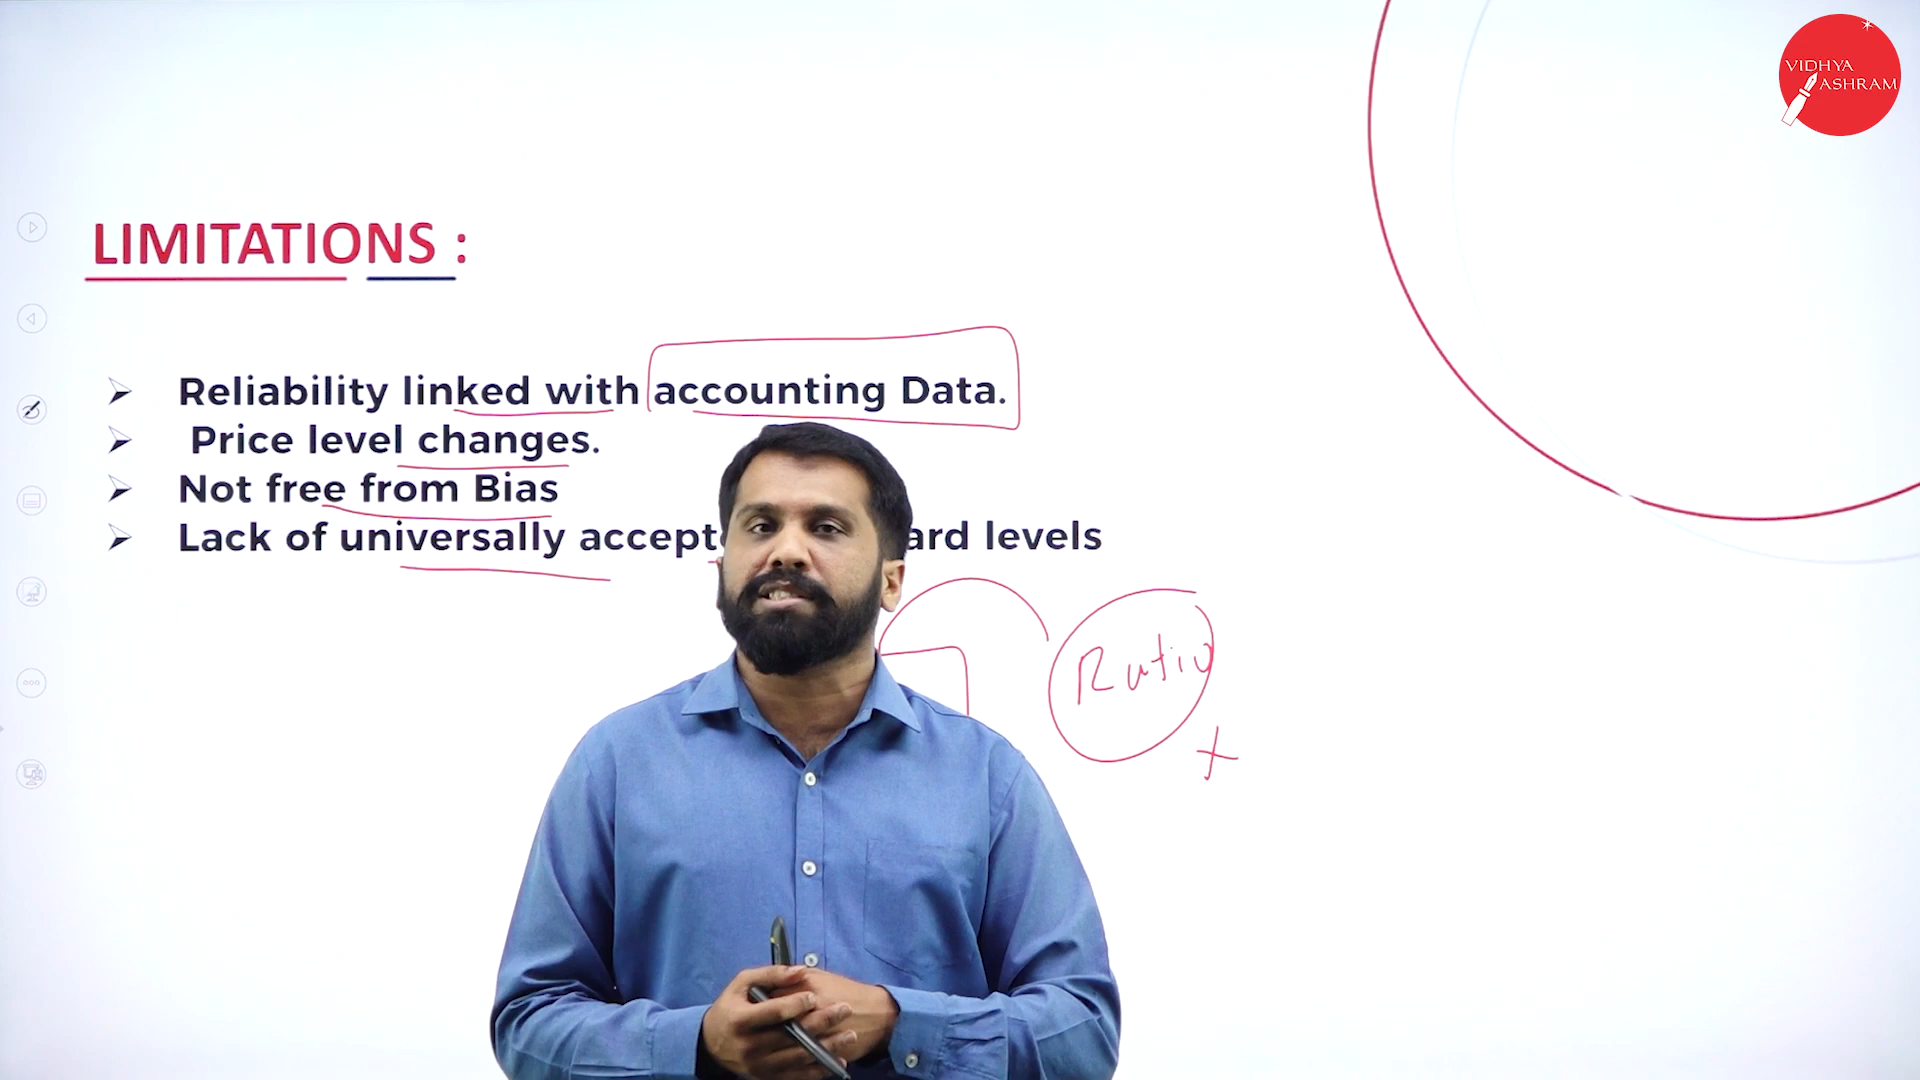 VIDHYA
ASHRAM
LIMITATIONS :
➢ Reliability linked with accounting Data.
➢ Price level changes.
➢ Not free from Bias
➢ Lack of universally accept ard levels
Ratio